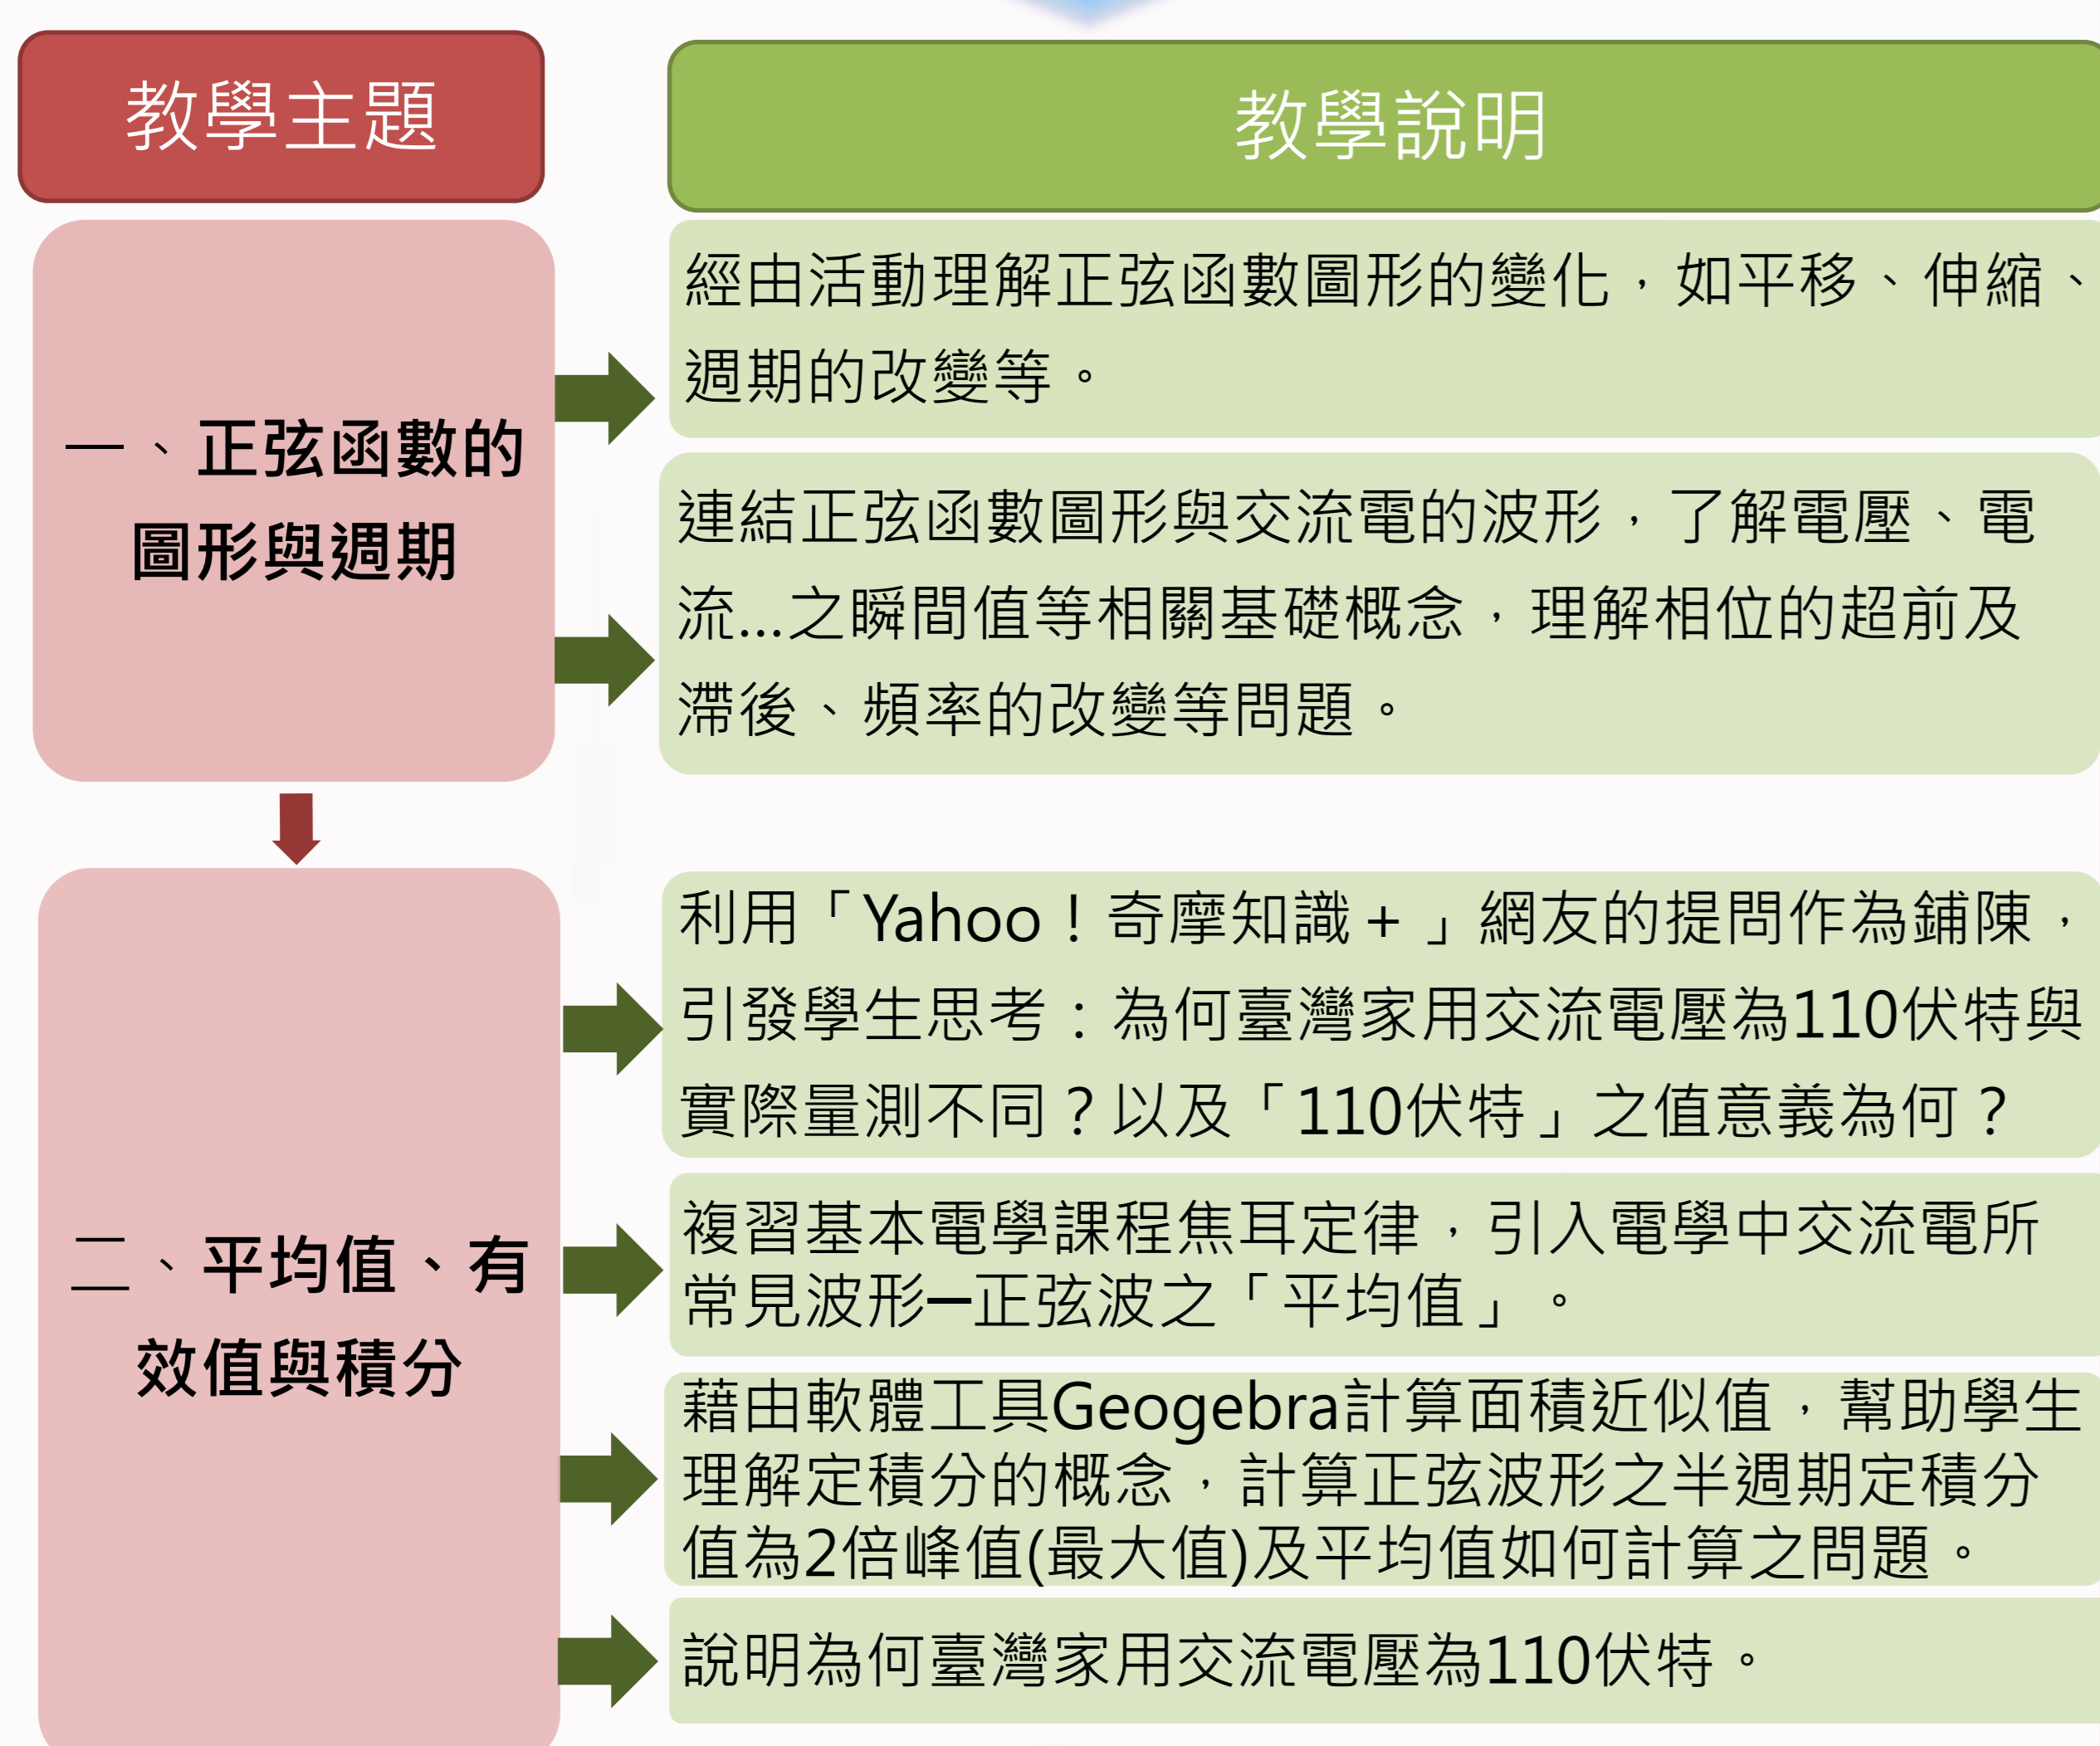 教學主題
教學說明
一、正弦函數的
圖形與週期
經由活動理解正弦函數圖形的變化，如平移、伸縮、
週期的改變等。
連結正弦函數圖形與交流電的波形，了解電壓、電
流...之瞬間值等相關基礎概念，理解相位的超前及
滯後、頻率的改變等問題。
二、平均值、有
效值與積分
利用「Yahoo！奇摩知識+」網友的提問作為鋪陳，
引發學生思考：為何臺灣家用交流電壓為110伏特與
實際量測不同？以及「110伏特」之值意義為何？
複習基本電學課程焦耳定律，引入電學中交流電所
常見波形─正弦波之「平均值」。
藉由軟體工具Geogebra計算面積近似值，幫助學生
理解定積分的概念，計算正弦波形之半週期定積分
值為2倍峰值(最大值)及平均值如何計算之問題。
說明為何臺灣家用交流電壓為110伏特。